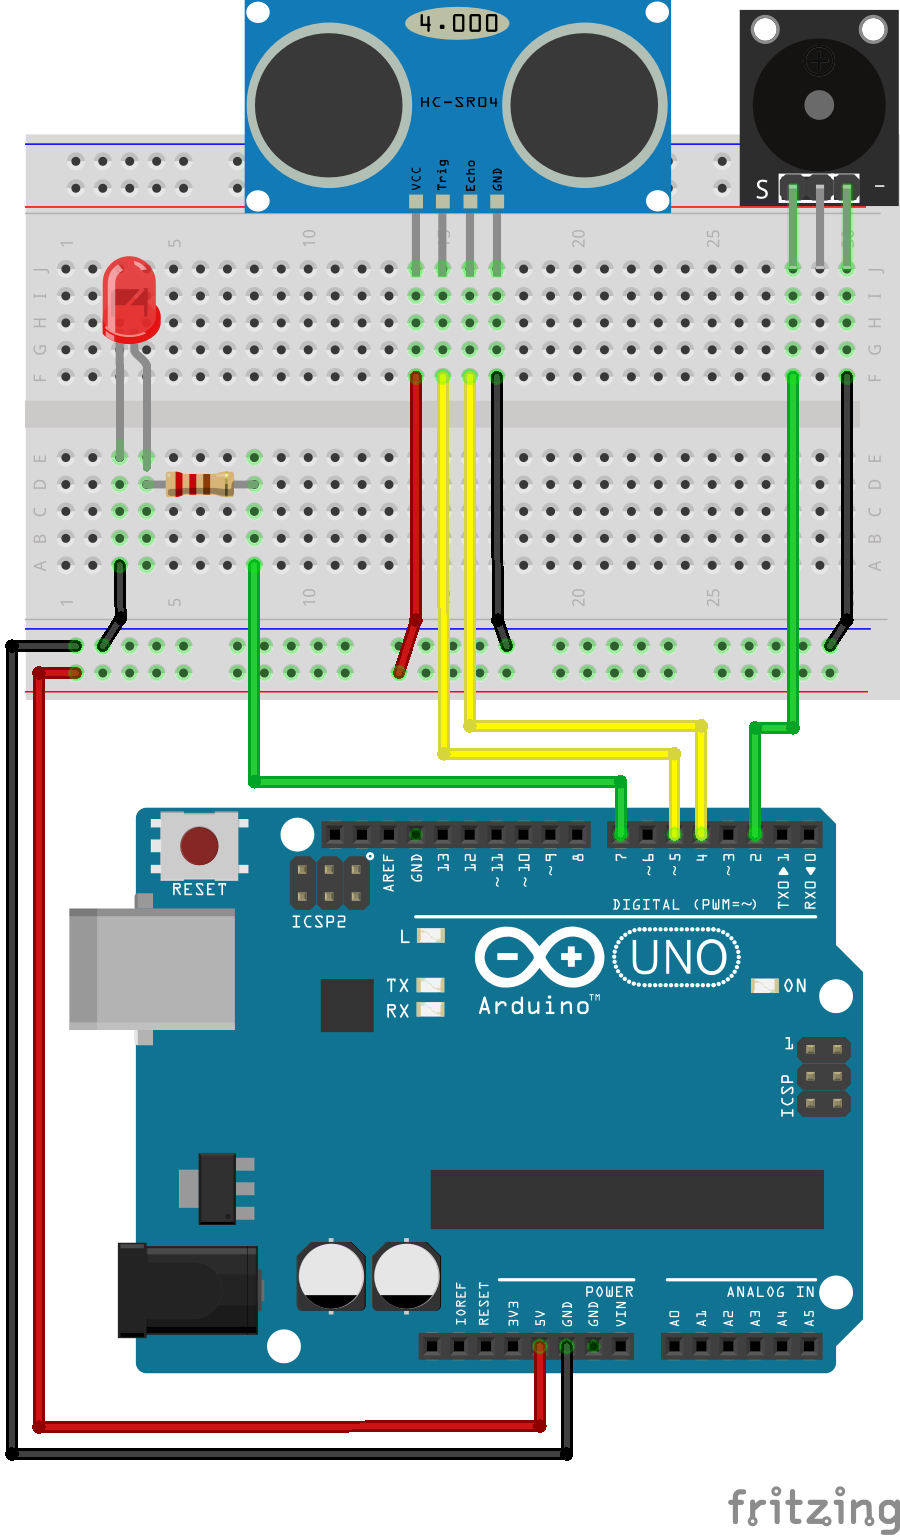 4.000
HC-SR04
VCC Trig Echo GND
S -
1 5 10 15 20 25 30
J J
I I
H H
G G
F F
E E
D D
C C
B B
A A
1 5 10 15 20 25
RESET
ICSP2
AREF GND 13 12 ~11 ~10 ~9 8 7 ~6 ~5 4 ~3 2 TX0▶1 RX0◀0
DIGITAL (PWM=~)
L
TX
RX
Arduino™
UNO
ON
1
ICSP
POWER
ANALOG IN
IOREF RESET 3V3 5V GND GND VIN A0 A1 A2 A3 A4 A5
fritzing